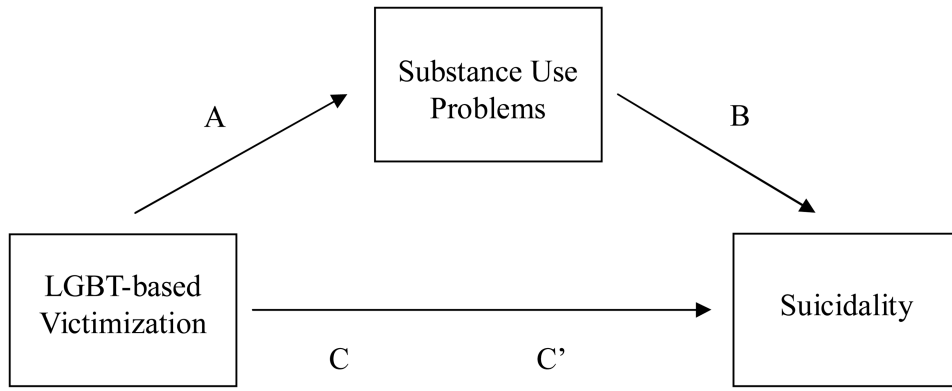 Substance Use
Problems
A
B
LGBT-based
Victimization
Suicidality
C
C’